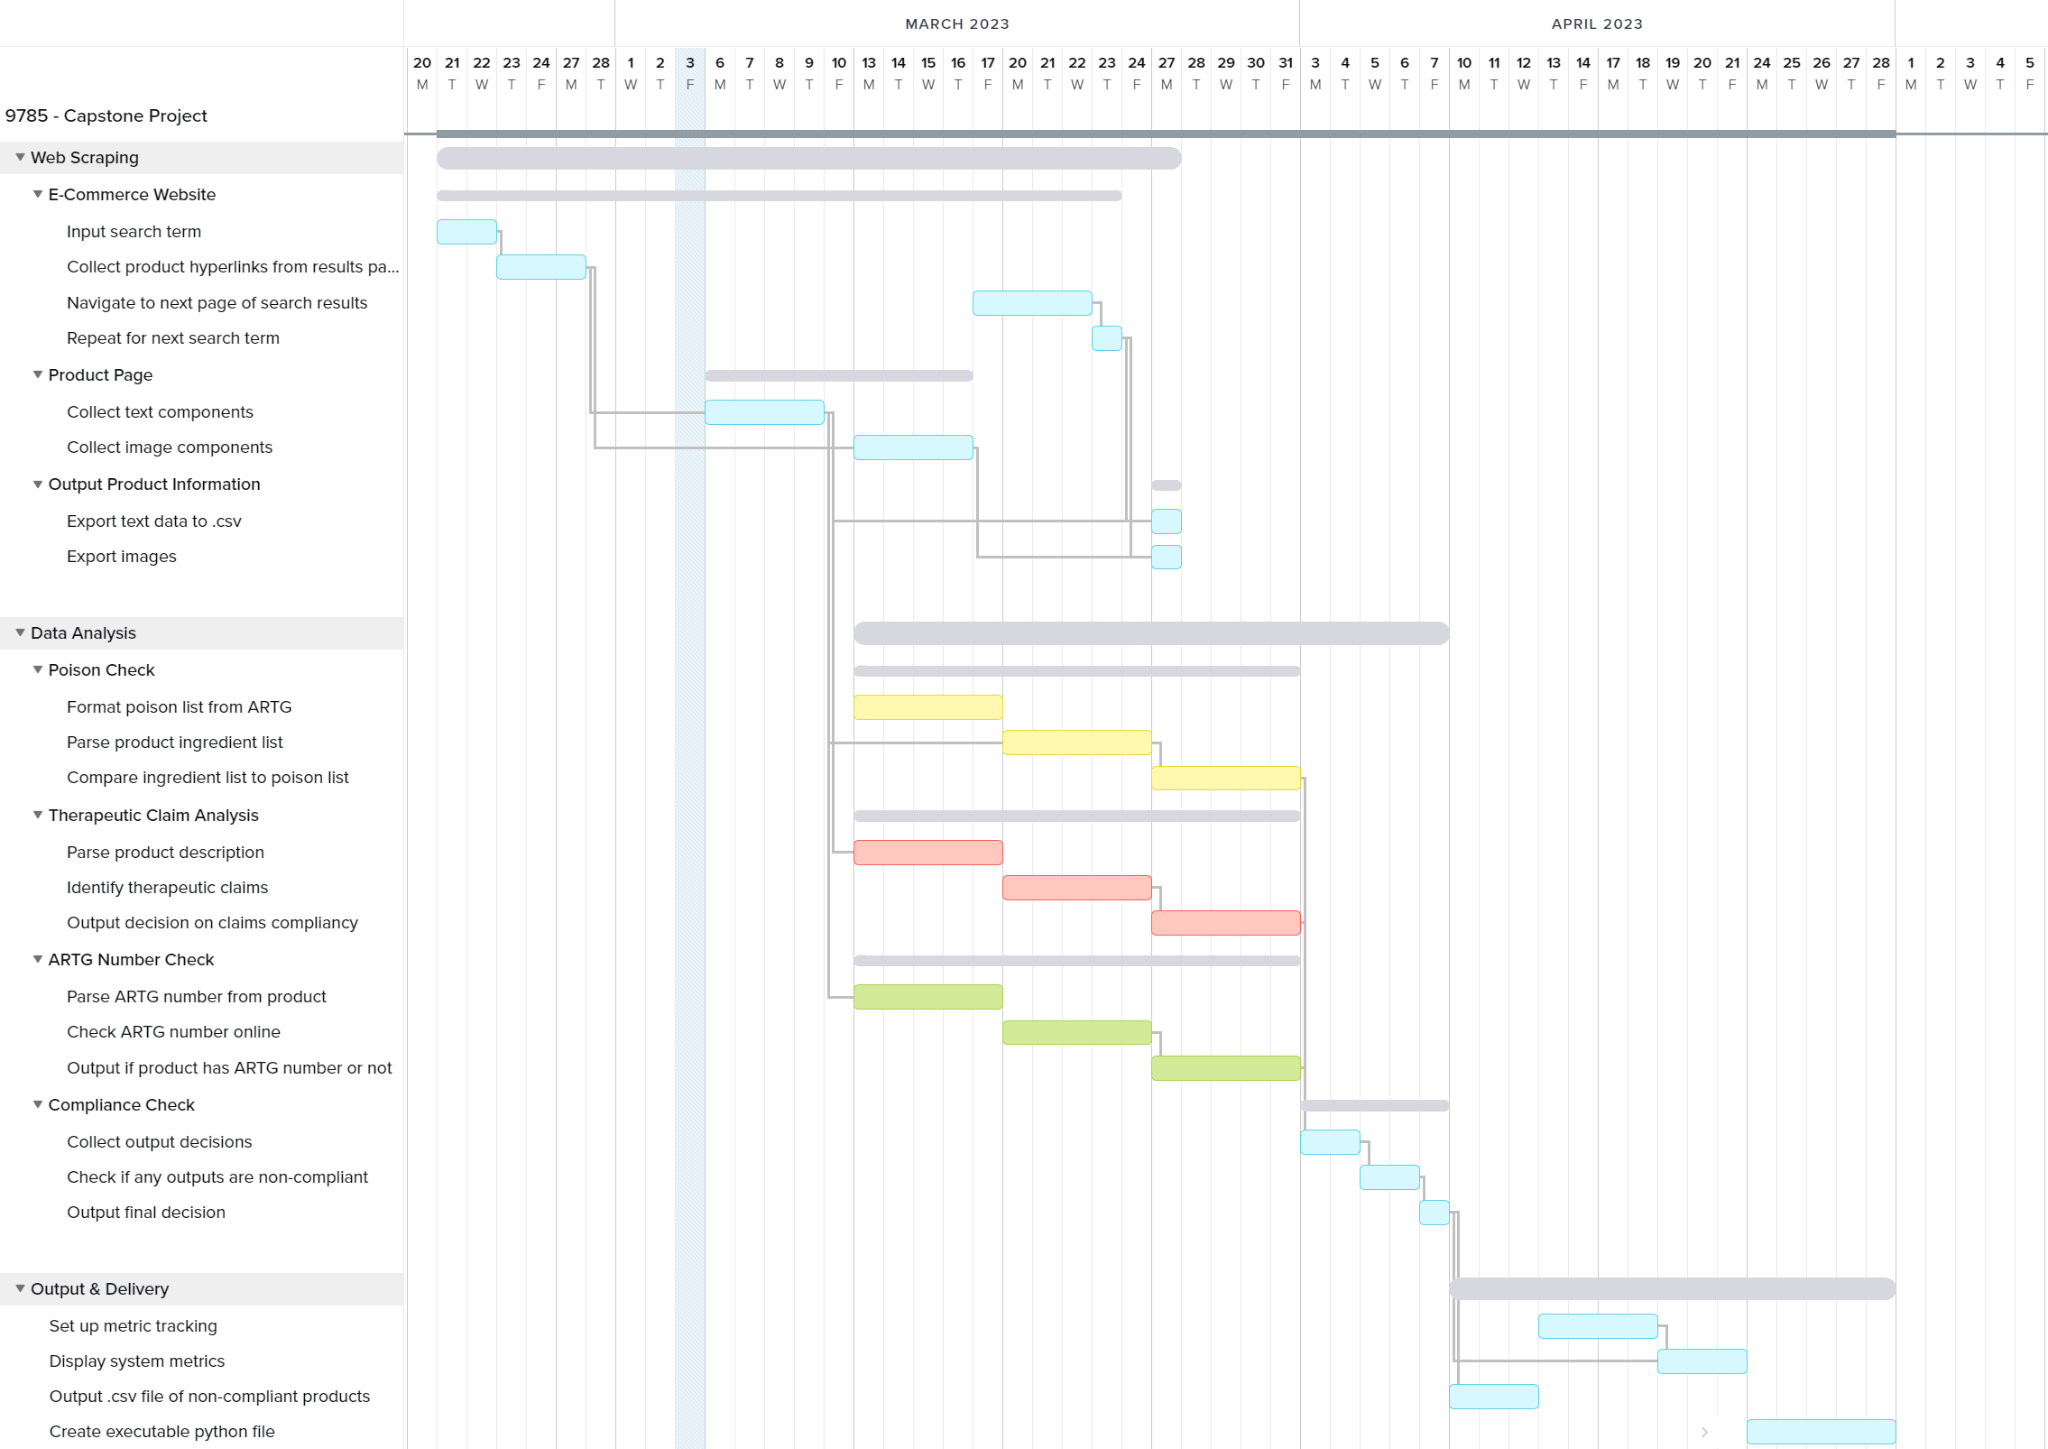 MARCH 2023 APRIL 2023
20 21 22 23 24 27 28 1 2 3 6 7 8 9 10 13 14 15 16 17 20 21 22 23 24 27 28 29 30 31 3 4 5 6 7 10 11 12 13 14 17 18 19 20 21 24 25 26 27 28 1 2 3 4 5
M T W T F M T W T F M T W T F M T W T F M T W T F M T W T F M T W T F M T W T F M T W T F M T W T F M T W T F
9785 - Capstone Project
Web Scraping
E-Commerce Website
Input search term
Collect product hyperlinks from results pa...
Navigate to next page of search results
Repeat for next search term
Product Page
Collect text components
Collect image components
Output Product Information
Export text data to .csv
Export images
Data Analysis
Poison Check
Format poison list from ARTG
Parse product ingredient list
Compare ingredient list to poison list
Therapeutic Claim Analysis
Parse product description
Identify therapeutic claims
Output decision on claims compliancy
ARTG Number Check
Parse ARTG number from product
Check ARTG number online
Output if product has ARTG number or not
Compliance Check
Collect output decisions
Check if any outputs are non-compliant
Output final decision
Output & Delivery
Set up metric tracking
Display system metrics
Output .csv file of non-compliant products
Create executable python file